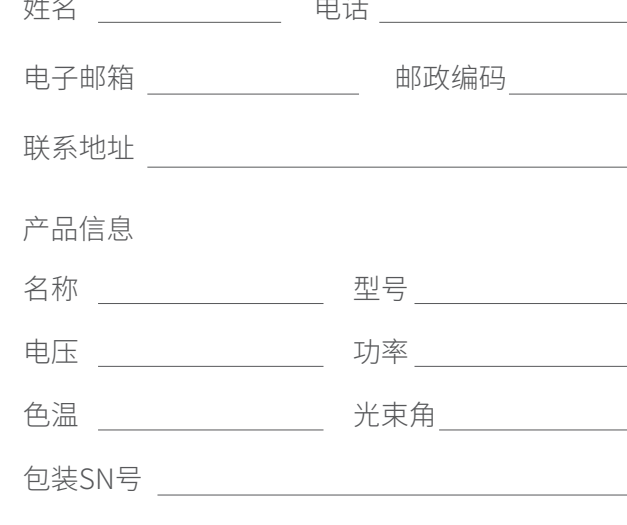 姓名 电话
电子邮箱 邮政编码
联系地址
产品信息
名称 型号
电压 功率
色温 光束角
包装SN号